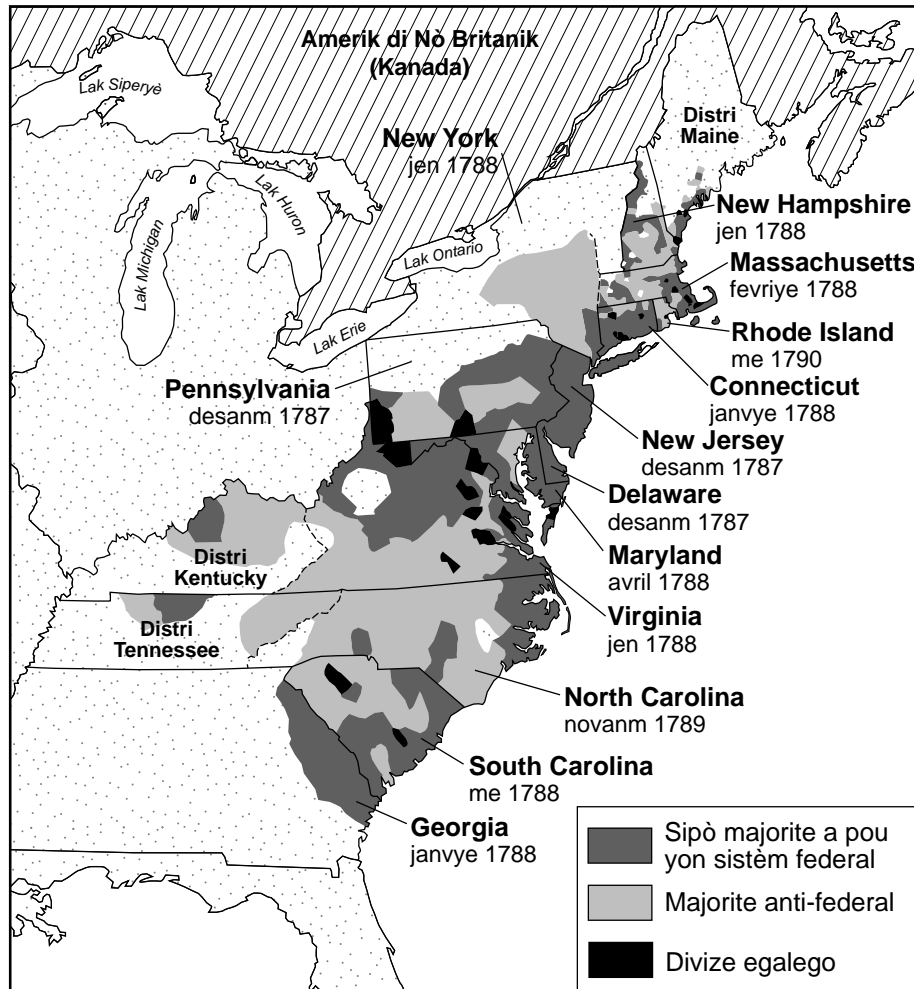 Amerik di Nò Britanik
(Kanada)
Lak Siperyè
Distri
Maine
New York
jen 1788
Lak Huron
Lak Michigan
New Hampshire
jen 1788
Lak Ontario
Massachusetts
fevriye 1788
Lak Erie
Rhode Island
me 1790
Pennsylvania
desanm 1787
Connecticut
janvye 1788
New Jersey
desanm 1787
Delaware
desanm 1787
Distri
Kentucky
Maryland
avril 1788
Virginia
jen 1788
Distri
Tennessee
North Carolina
novanm 1789
South Carolina
me 1788
Georgia
janvye 1788
Sipò majorite a pou
yon sistèm federal
Majorite anti-federal
Divize egalego